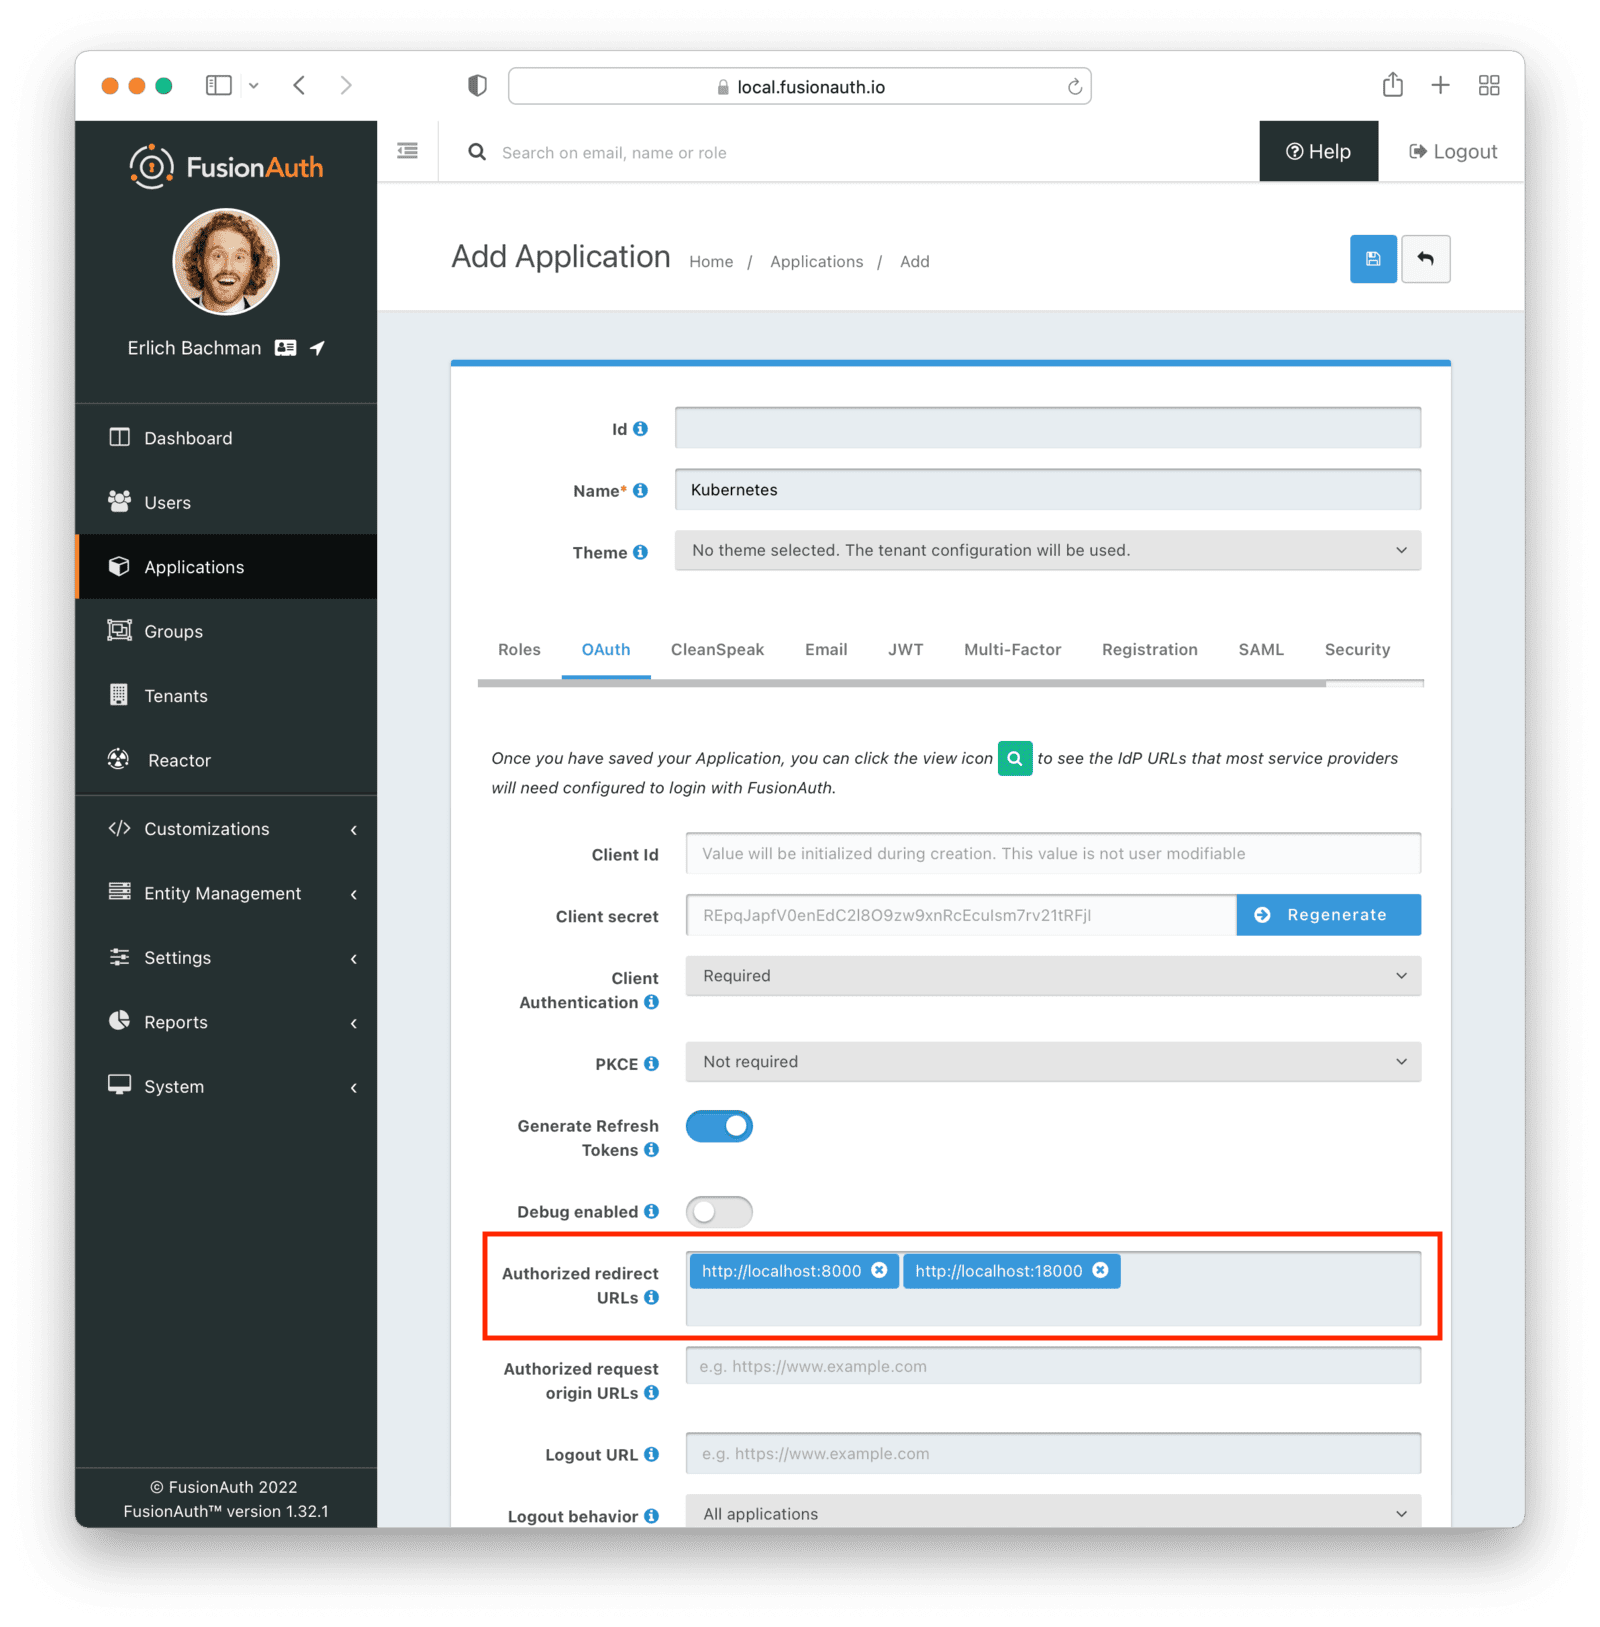 local.fusionauth.io
FusionAuth
Search on email, name or role
Help
Logout
Erlich Bachman
Add Application
Home / Applications / Add
Dashboard
Users
Applications
Groups
Tenants
Reactor
Customizations
Entity Management
Settings
Reports
System
© FusionAuth 2022
FusionAuth™ version 1.32.1
Id
Name* Kubernetes
Theme No theme selected. The tenant configuration will be used.
Roles OAuth CleanSpeak Email JWT Multi-Factor Registration SAML Security
Once you have saved your Application, you can click the view icon to see the IdP URLs that most service providers
will need configured to login with FusionAuth.
Client Id Value will be initialized during creation. This value is not user modifiable
Client secret REpqJapfV0enEdC2l8O9zw9xnRcEcuIsm7rv21tRFjI Regenerate
Client
Authentication
Required
PKCE Not required
Generate Refresh
Tokens
Debug enabled
Authorized redirect
URLs
http://localhost:8000 http://localhost:18000
Authorized request
origin URLs
e.g. https://www.example.com
Logout URL e.g. https://www.example.com
Logout behavior All applications